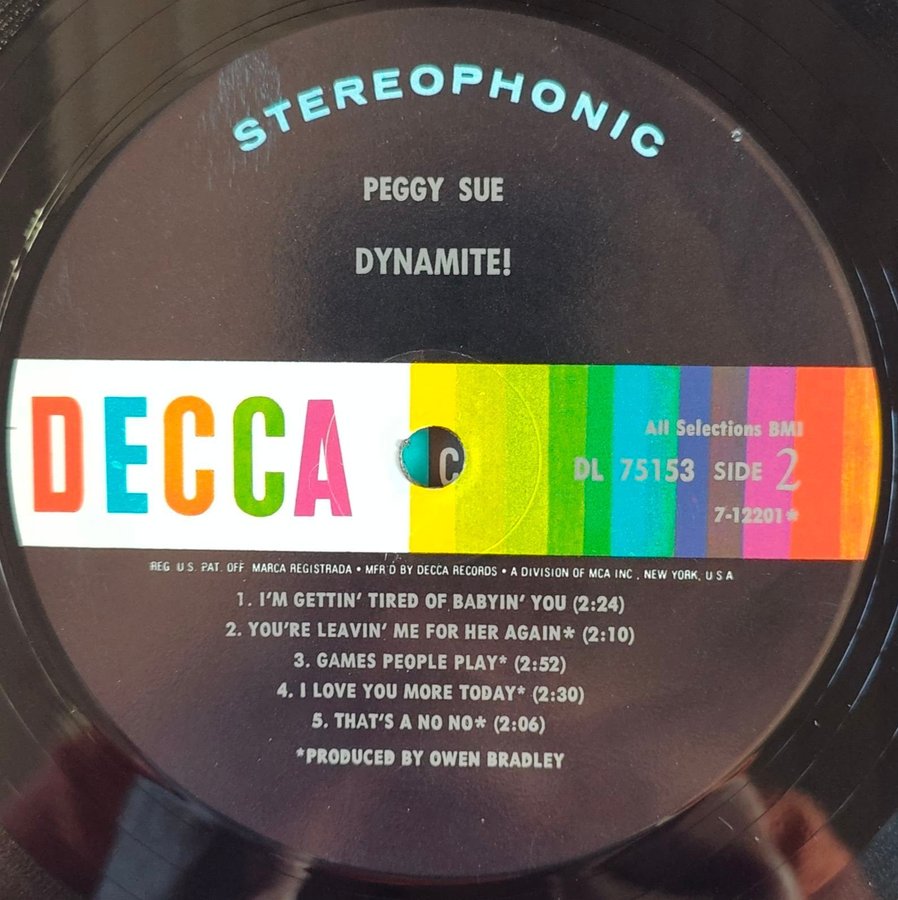 STEREOPHONIC
PEGGY SUE
DYNAMITE!
DECCA
C
All Selections BMI
DL 75153 SIDE 2
7-12201*
REG. U.S. PAT. OFF. MARCA REGISTRADA • MFR'D BY DECCA RECORDS • A DIVISION OF MCA INC., NEW YORK, U.S.A.
1. I'M GETTIN' TIRED OF BABYIN' YOU (2:24)
2. YOU'RE LEAVIN' ME FOR HER AGAIN* (2:10)
3. GAMES PEOPLE PLAY* (2:52)
4. I LOVE YOU MORE TODAY* (2:30)
5. THAT'S A NO NO* (2:06)
*PRODUCED BY OWEN BRADLEY